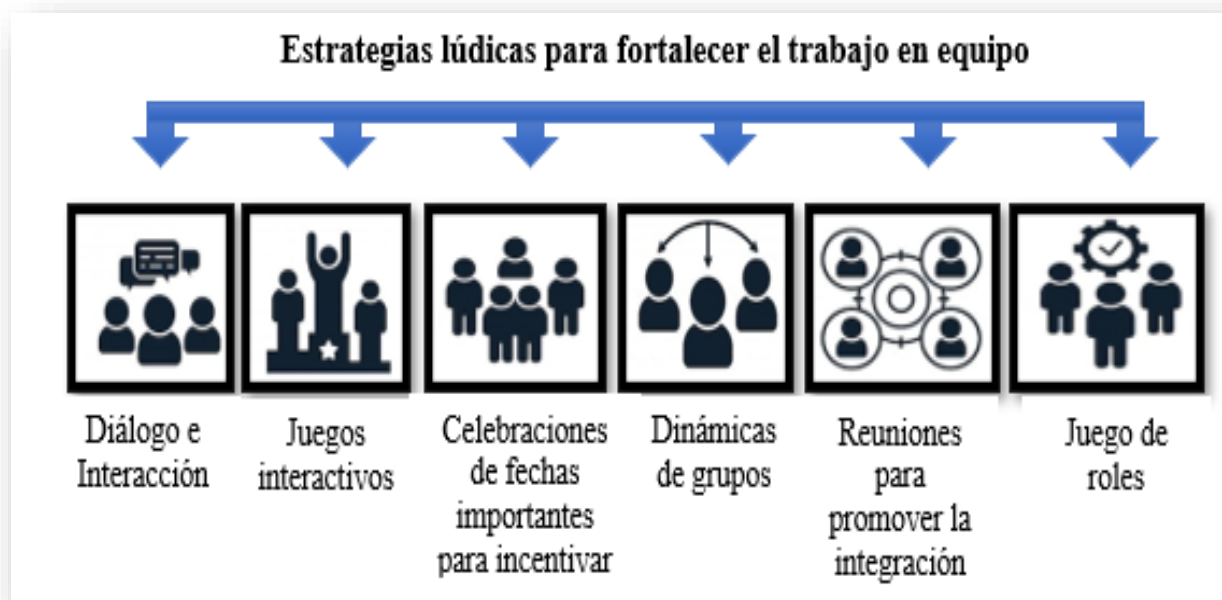 Estrategias lúdicas para fortalecer el trabajo en equipo
Diálogo e
Interacción
Juegos
interactivos
Celebraciones
de fechas
importantes
para incentivar
Dinámicas
de grupos
Reuniones
para
promover la
integración
Juego de
roles